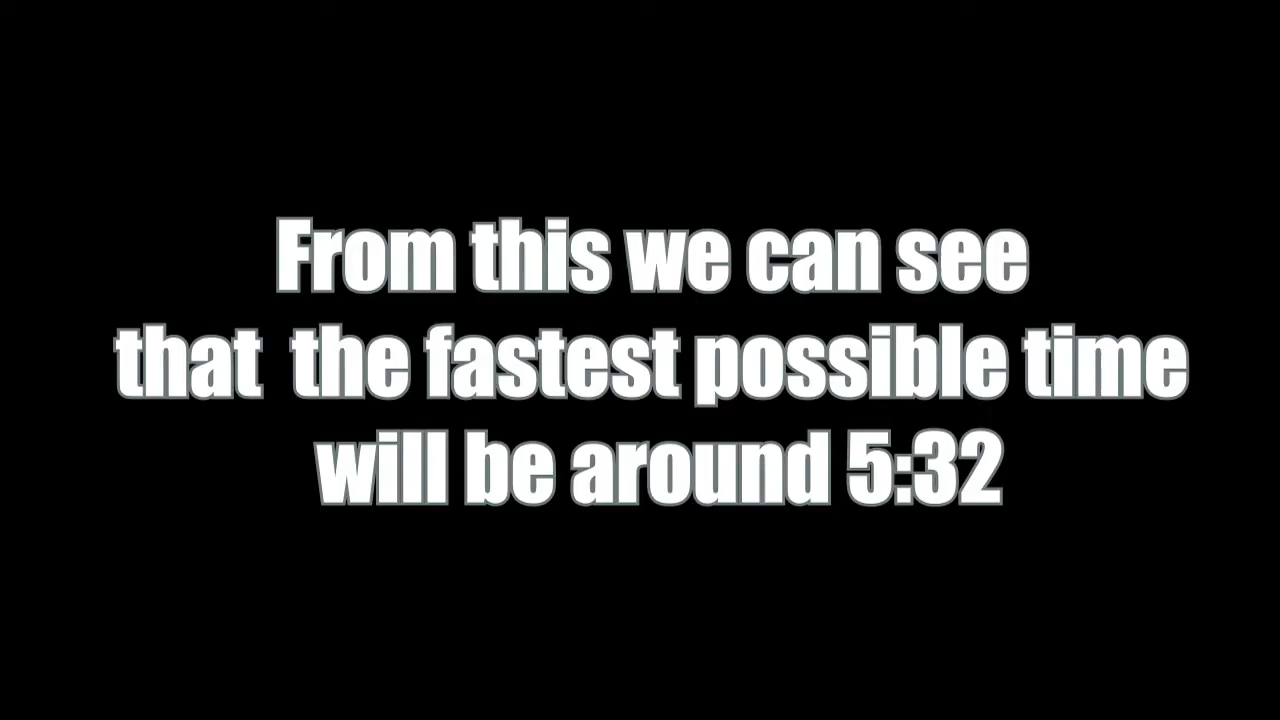 From this we can see
that  the fastest possible time
will be around 5:32